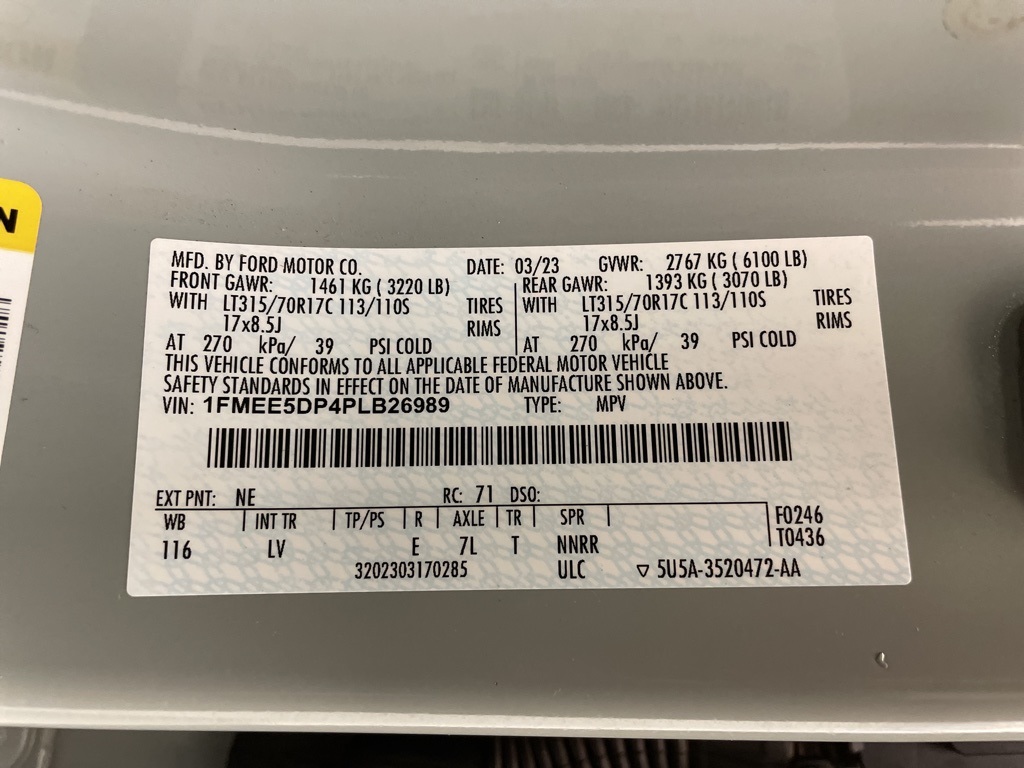 N
MFD. BY FORD MOTOR CO. DATE: 03/23 GVWR: 2767 KG ( 6100 LB)
FRONT GAWR: 1461 KG ( 3220 LB) REAR GAWR: 1393 KG ( 3070 LB)
WITH LT315/70R17C 113/110S TIRES WITH LT315/70R17C 113/110S TIRES
17x8.5J RIMS 17x8.5J RIMS
AT 270 kPa/ 39 PSI COLD AT 270 kPa/ 39 PSI COLD
THIS VEHICLE CONFORMS TO ALL APPLICABLE FEDERAL MOTOR VEHICLE
SAFETY STANDARDS IN EFFECT ON THE DATE OF MANUFACTURE SHOWN ABOVE.
VIN: 1FMEE5DP4PLB26989 TYPE: MPV
EXT PNT: NE RC: 71 DSO:
WB INT TR TP/PS R AXLE TR SPR F0246
116 LV E 7L T NNRR T0436
3202303170285 ULC ▽ 5U5A-3520472-AA